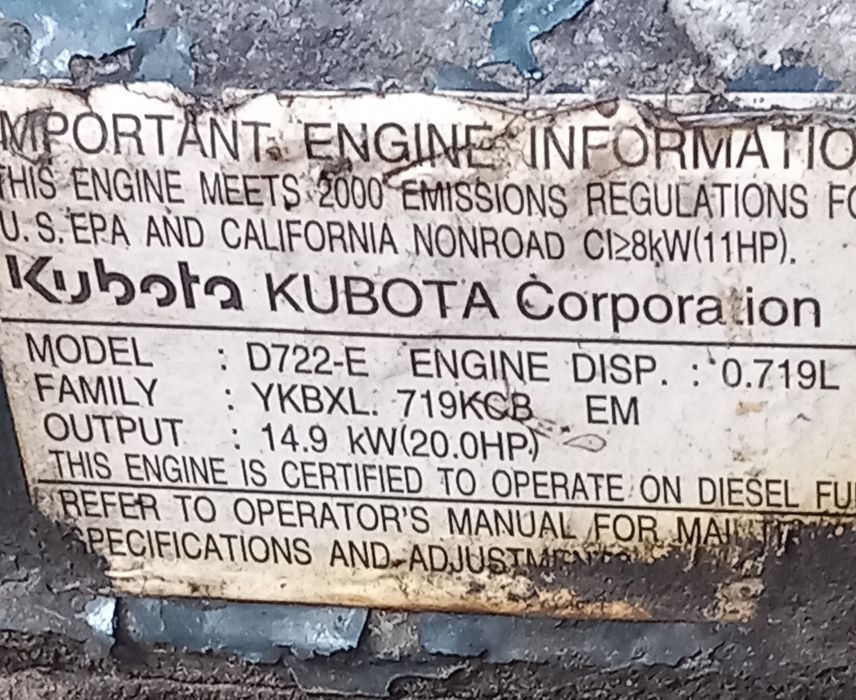 IMPORTANT ENGINE INFORMATIO
THIS ENGINE MEETS 2000 EMISSIONS REGULATIONS FO
U.S. EPA AND CALIFORNIA NONROAD CI≥8kW(11HP).
Kubota KUBOTA Corporation
MODEL : D722-E ENGINE DISP. : 0.719L
FAMILY : YKBXL. 719KCB EM
OUTPUT : 14.9 kW(20.0HP)
THIS ENGINE IS CERTIFIED TO OPERATE ON DIESEL FU
REFER TO OPERATOR'S MANUAL FOR
SPECIFICATIONS AND ADJUSTMENTS